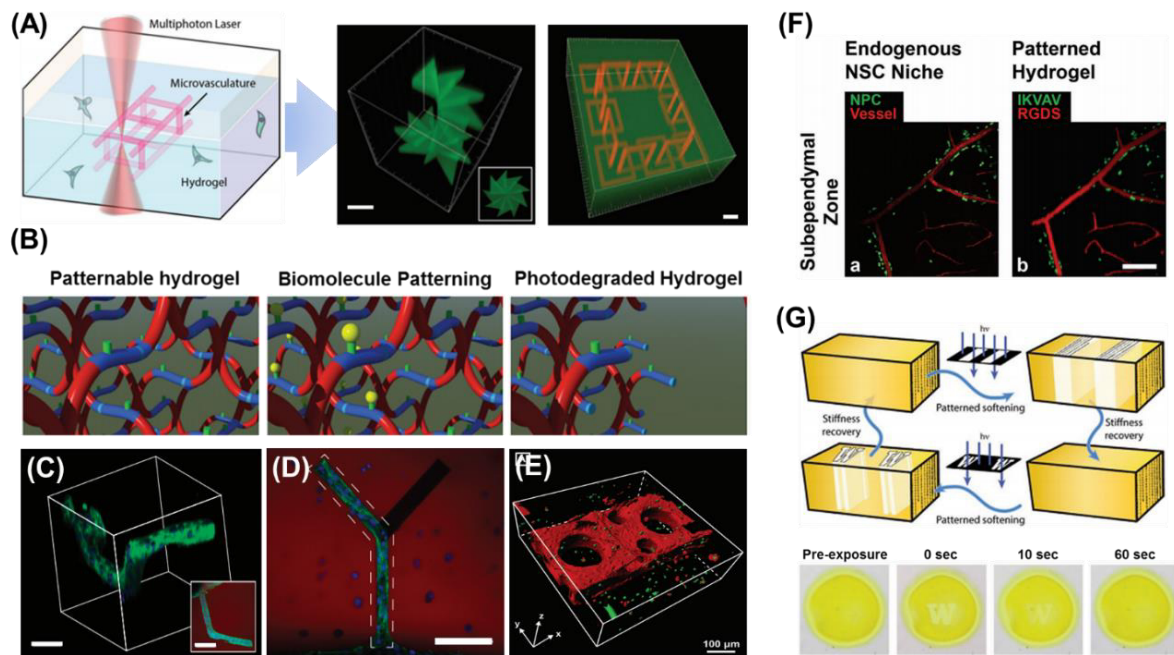 (A)
Multiphoton Laser
Microvasculature
Hydrogel
(B)
Patternable hydrogel
Biomolecule Patterning
Photodegraded Hydrogel
(C)
(D)
(E)
y
z
x
100 μm
(F)
Endogenous
NSC Niche
Patterned
Hydrogel
NPC
Vessel
IKVAV
RGDS
Subependymal
Zone
a
b
(G)
hν
Patterned softening
Stiffness
recovery
Stiffness
recovery
hν
Patterned softening
Pre-exposure
0 sec
10 sec
60 sec
W
W